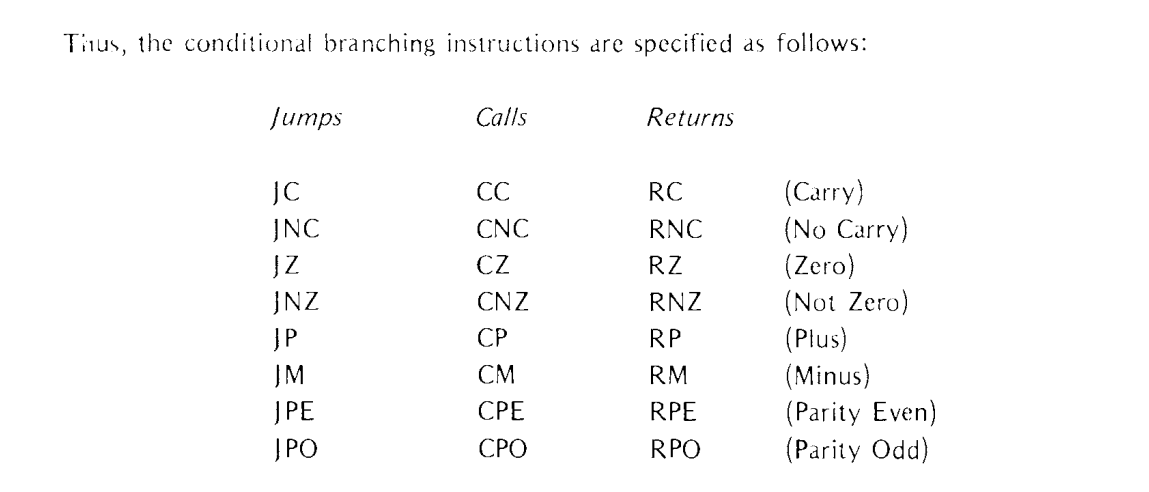 Thus, the conditional branching instructions are specified as follows:
Jumps Calls Returns
JC CC RC (Carry)
JNC CNC RNC (No Carry)
JZ CZ RZ (Zero)
JNZ CNZ RNZ (Not Zero)
JP CP RP (Plus)
JM CM RM (Minus)
JPE CPE RPE (Parity Even)
JPO CPO RPO (Parity Odd)